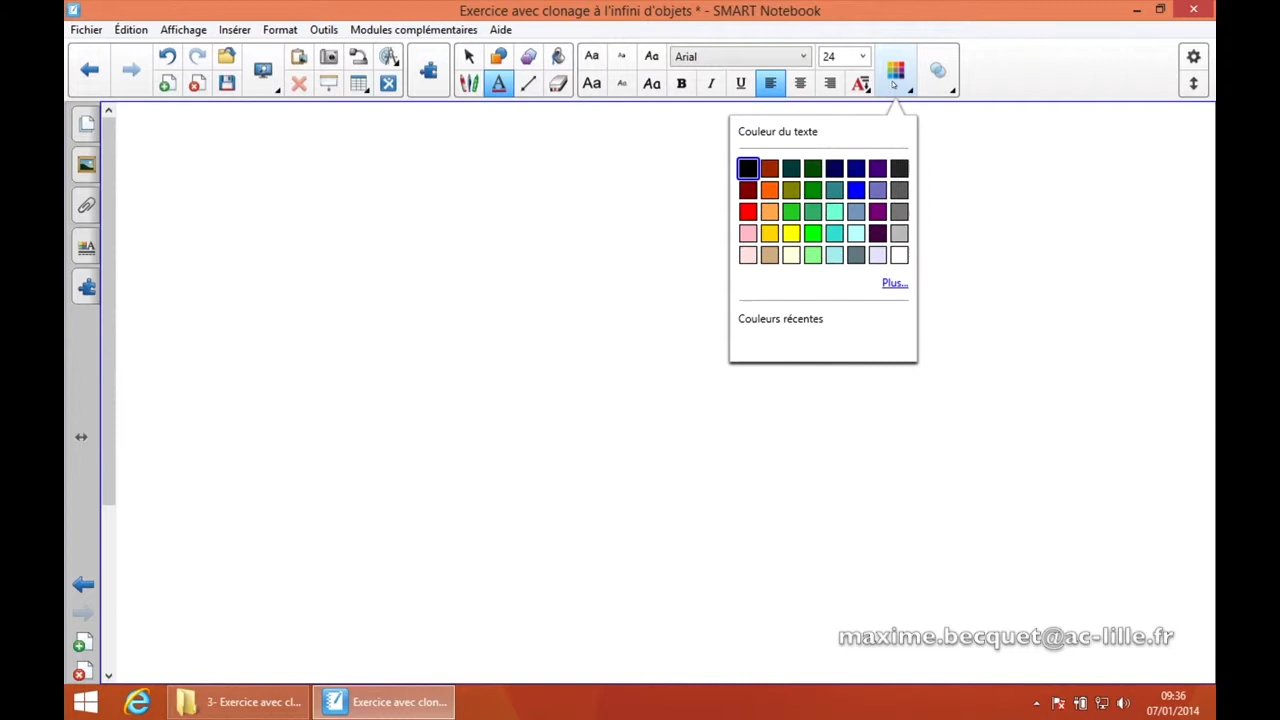 Exercice avec clonage à l'infini d'objets * - SMART Notebook
Fichier Édition Affichage Insérer Format Outils Modules complémentaires Aide
Aa Aa Aa Arial 24
Aa Aa Aa B I U
Couleur du texte
Plus...
Couleurs récentes
maxime.becquet@ac-lille.fr
3- Exercice avec cl... Exercice avec clon...
09:36
07/01/2014